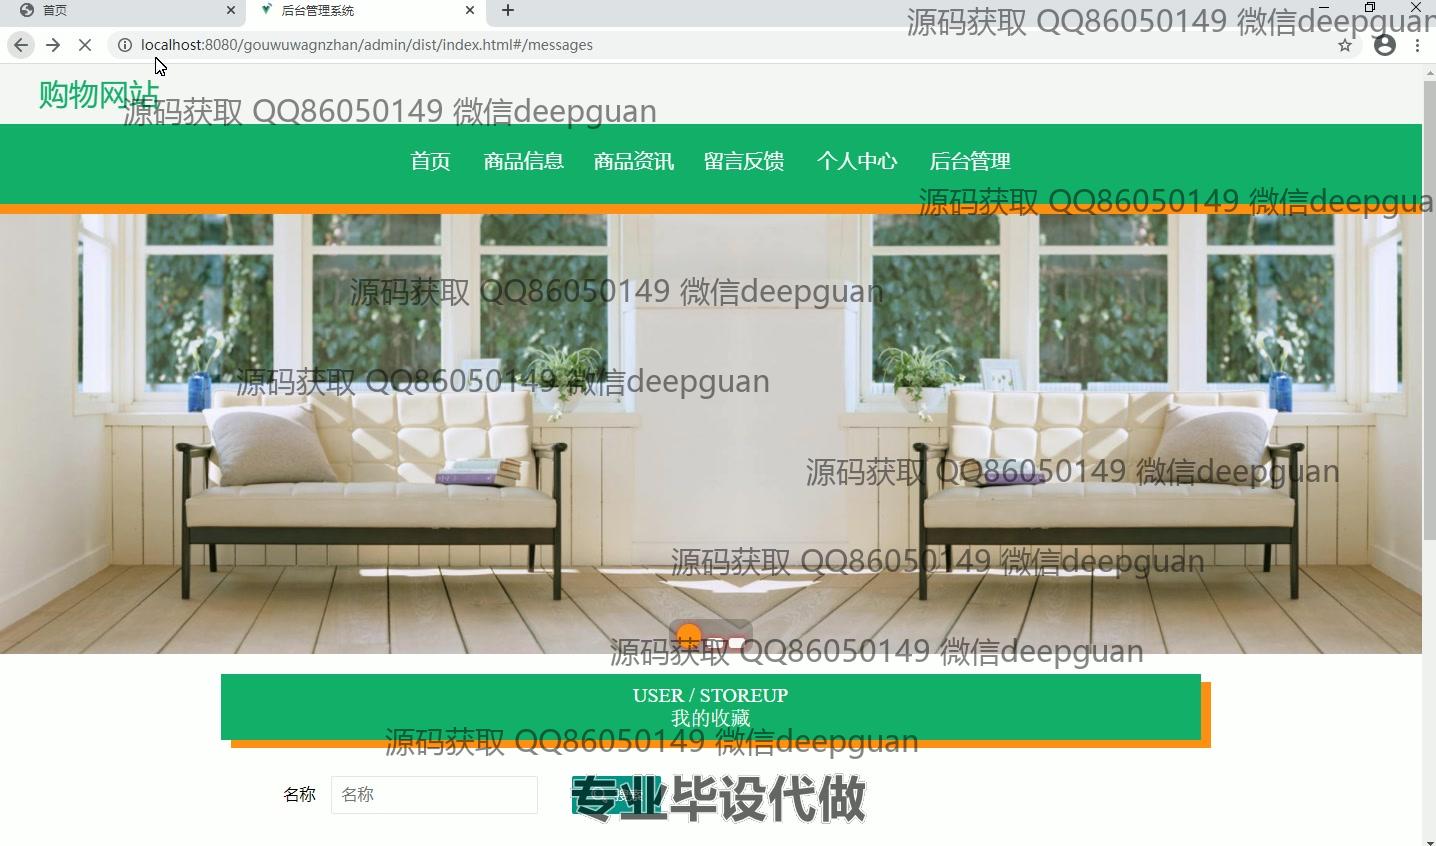 首页
后台管理系统
localhost:8080/gouwuwagnzhan/admin/dist/index.html#/messages
源码获取 QQ86050149 微信deepguan
购物网站
源码获取 QQ86050149 微信deepguan
首页 商品信息 商品资讯 留言反馈 个人中心 后台管理
源码获取 QQ86050149 微信deepgua
源码获取 QQ86050149 微信deepguan
源码获取 QQ86050149 微信deepguan
源码获取 QQ86050149 微信deepguan
源码获取 QQ86050149 微信deepguan
源码获取 QQ86050149 微信deepguan
USER / STOREUP
我的收藏
源码获取 QQ86050149 微信deepguan
名称 名称
专业毕设代做